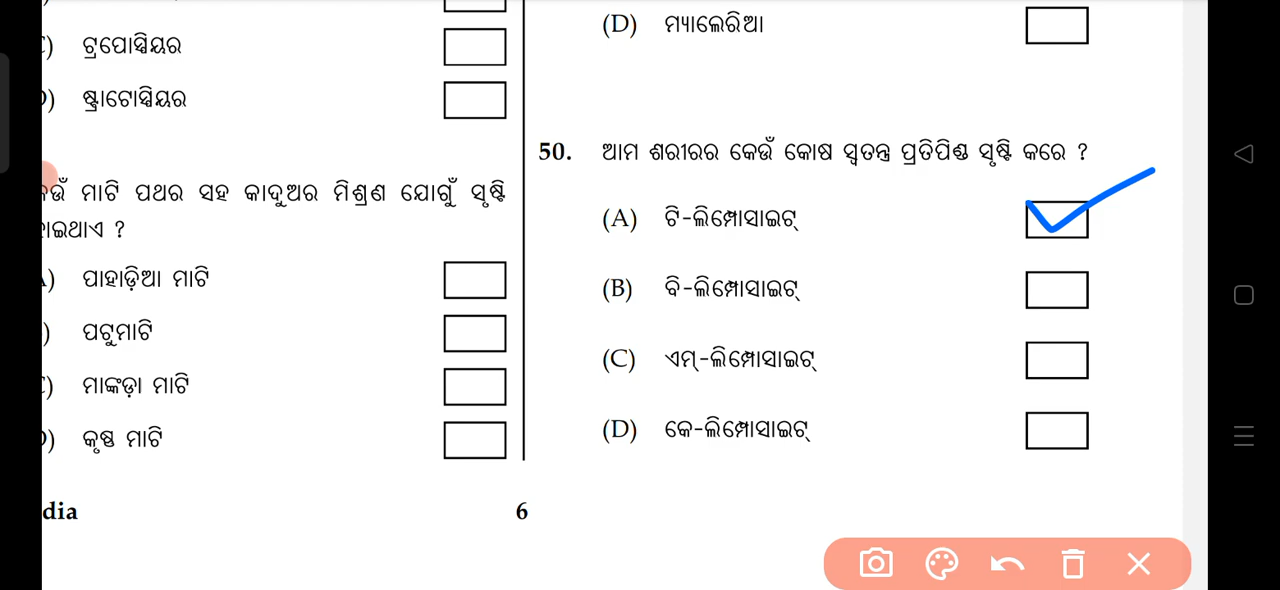 ଟ୍ରପୋସ୍ପିୟର
ଷ୍ଟ୍ରାଟୋସ୍ପିୟର
ମାଟି ପଥର ସହ କାଦୁଅର ମିଶ୍ରଣ ଯୋଗୁଁ ସୃଷ୍ଟି
?
ପାହାଡ଼ିଆ ମାଟି
ପଟୁମାଟି
ମାଙ୍କଡ଼ା ମାଟି
କୃଷ୍ଣ ମାଟି
(D) ମ୍ୟାଲେରିଆ
50. ଆମ ଶରୀରର କେଉଁ କୋଷ ସ୍ୱତନ୍ତ୍ର ପ୍ରତିପିଣ୍ଡ ସୃଷ୍ଟି କରେ ?
(A) ଟି-ଲିମ୍ପୋସାଇଟ୍
(B) ବି-ଲିମ୍ପୋସାଇଟ୍
(C) ଏମ୍-ଲିମ୍ପୋସାଇଟ୍
(D) କେ-ଲିମ୍ପୋସାଇଟ୍
dia 6